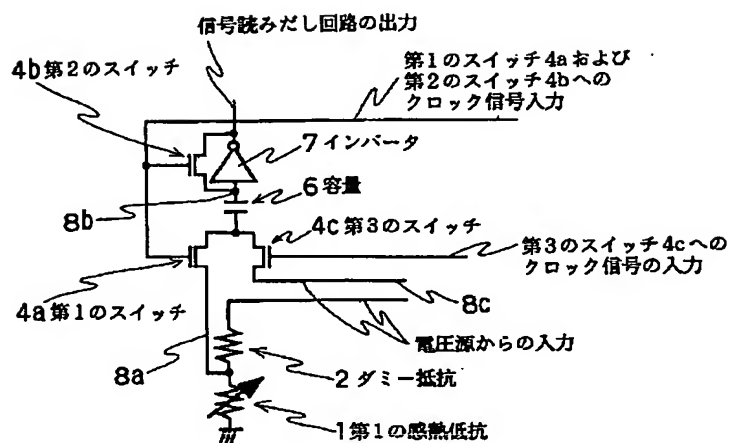 信号読みだし回路の出力
4b第2のスイッチ
第1のスイッチ4aおよび
第2のスイッチ4bへの
クロック信号入力
7インバータ
6容量
8b
4c第3のスイッチ
第3のスイッチ4cへの
クロック信号の入力
4a第1のスイッチ
8c
電圧源からの入力
8a
2ダミー抵抗
1第1の感熱低抗